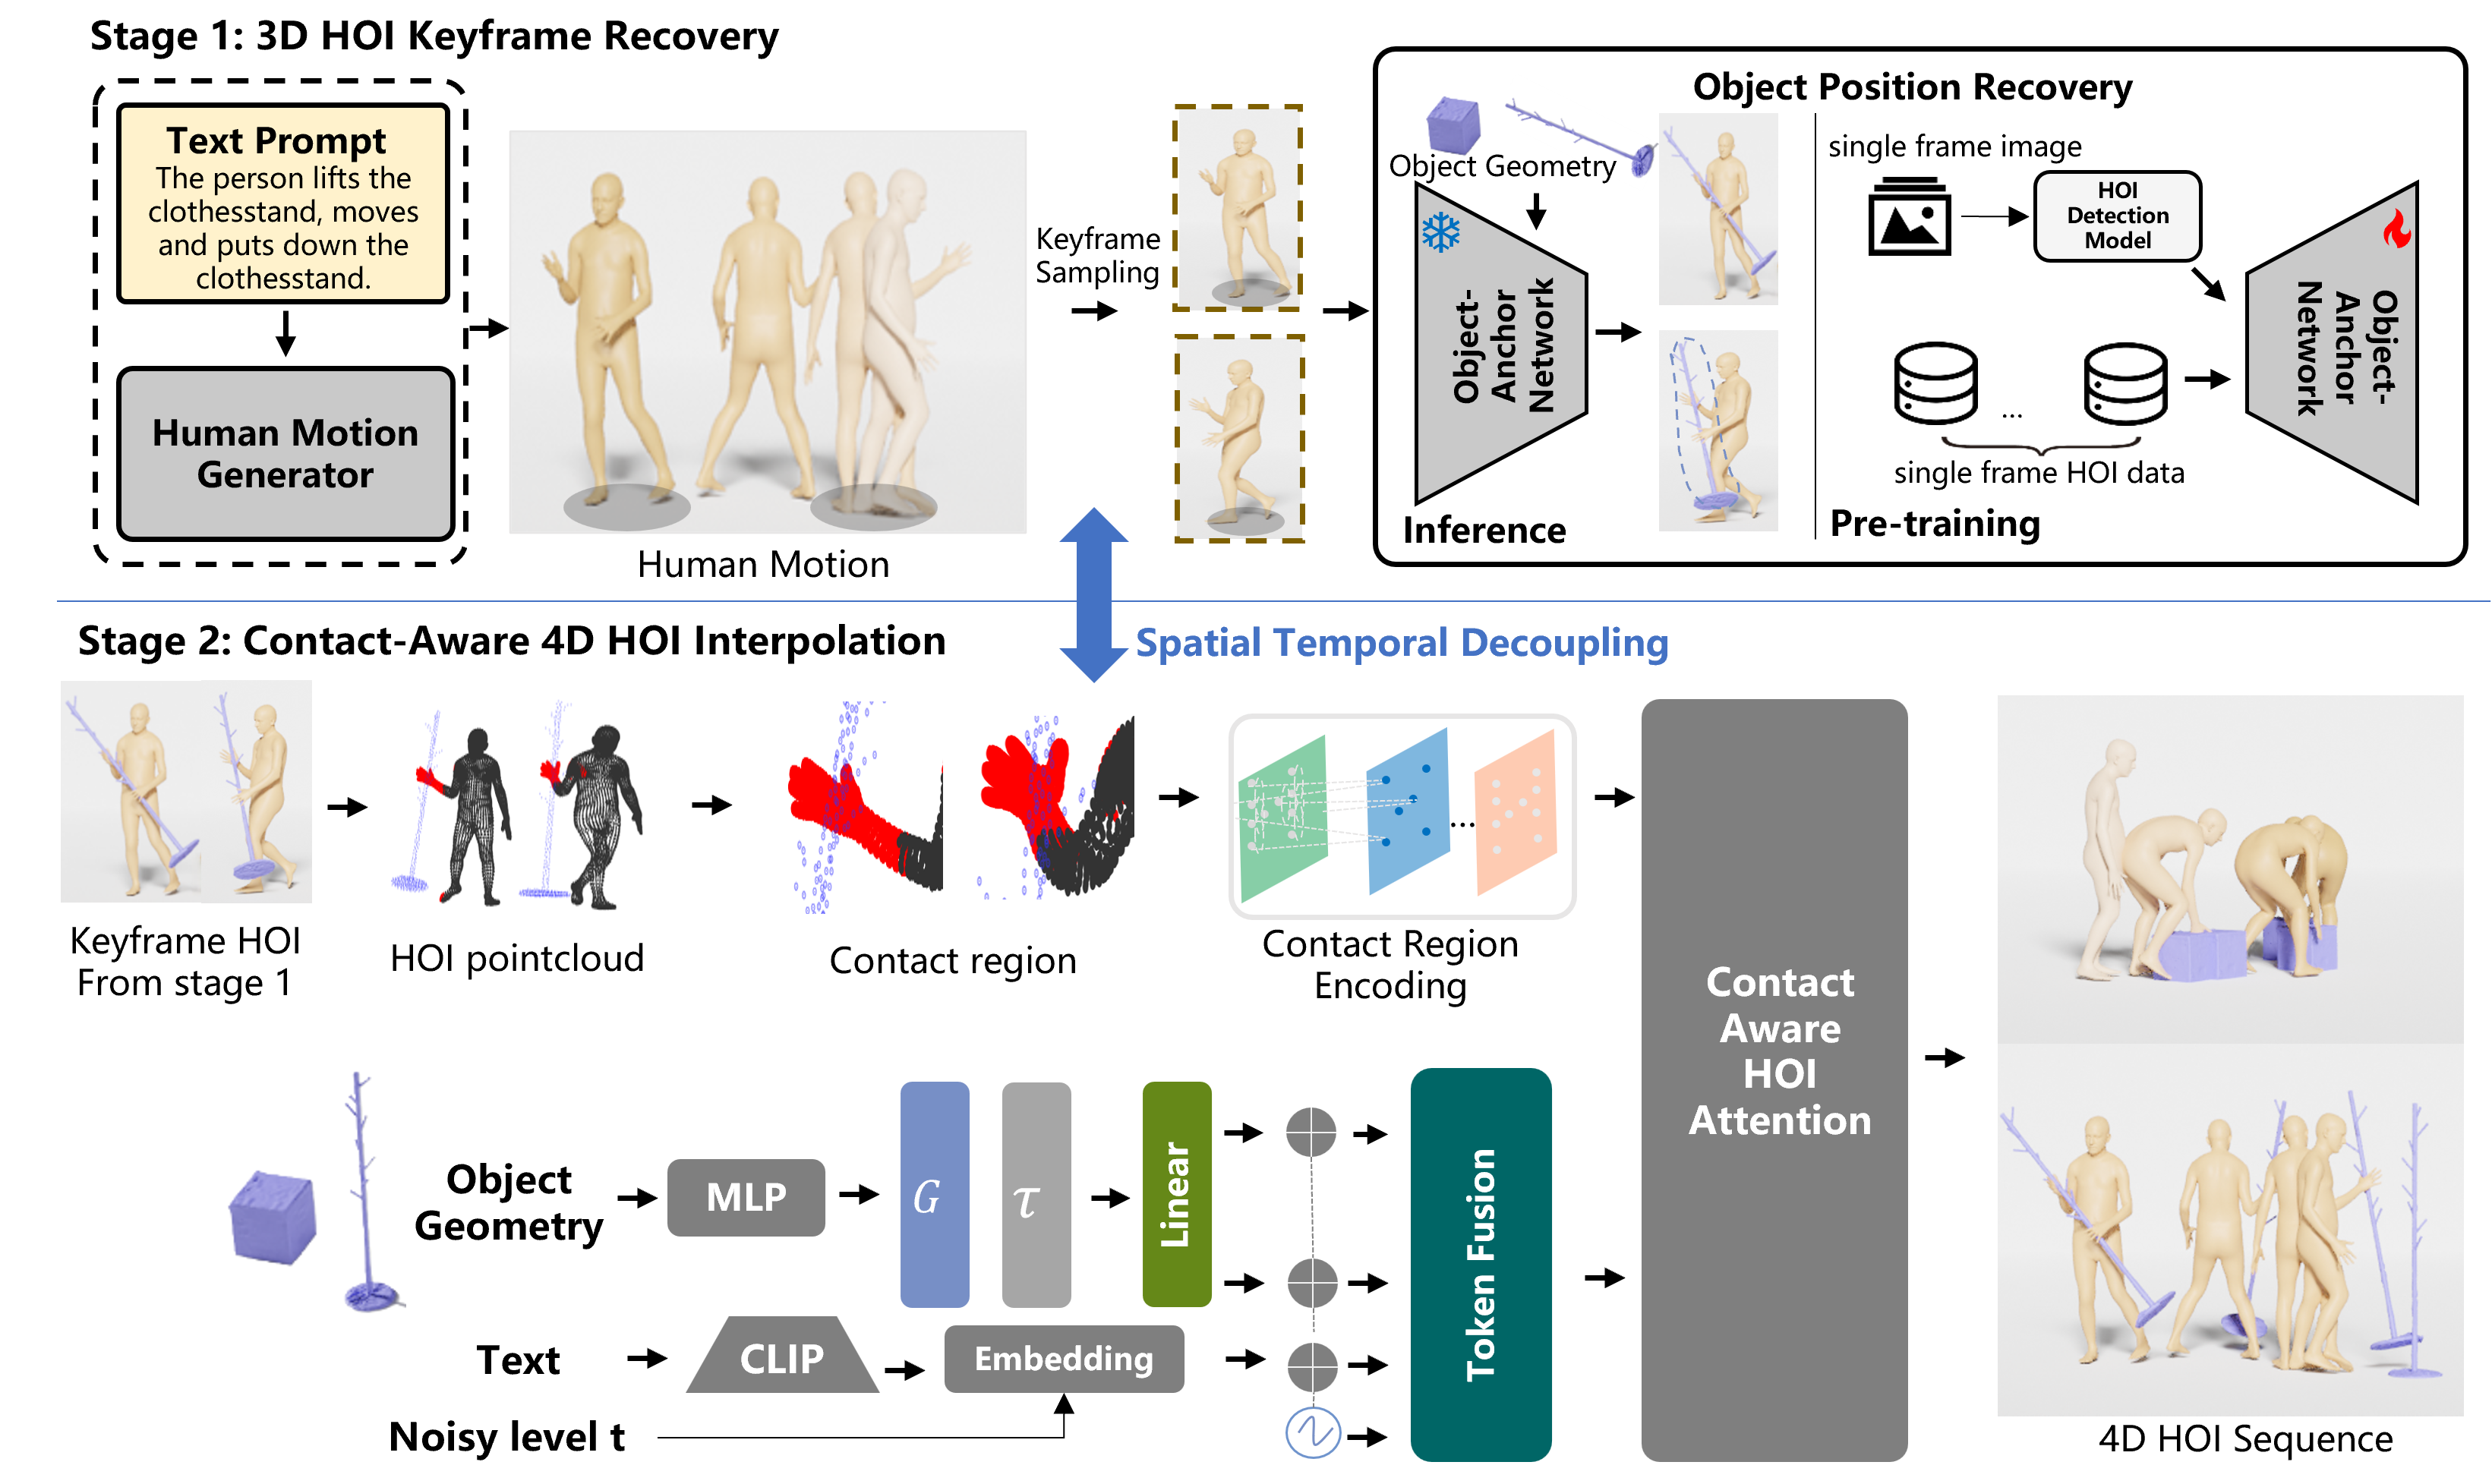 Stage 1: 3D HOI Keyframe Recovery
Text Prompt
The person lifts the
clothesstand, moves
and puts down the
clothesstand.
Human Motion
Generator
Human Motion
Keyframe
Sampling
Object Position Recovery
Object Geometry
Object-
Anchor
Network
Inference
single frame image
HOI
Detection
Model
...
single frame HOI data
Object-
Anchor
Network
Pre-training
Spatial Temporal Decoupling
Stage 2: Contact-Aware 4D HOI Interpolation
Keyframe HOI
From stage 1
HOI pointcloud
Contact region
...
Contact Region
Encoding
Contact
Aware
HOI
Attention
Object
Geometry
MLP
G
τ
Linear
Token Fusion
Text
CLIP
Embedding
Noisy level t
4D HOI Sequence